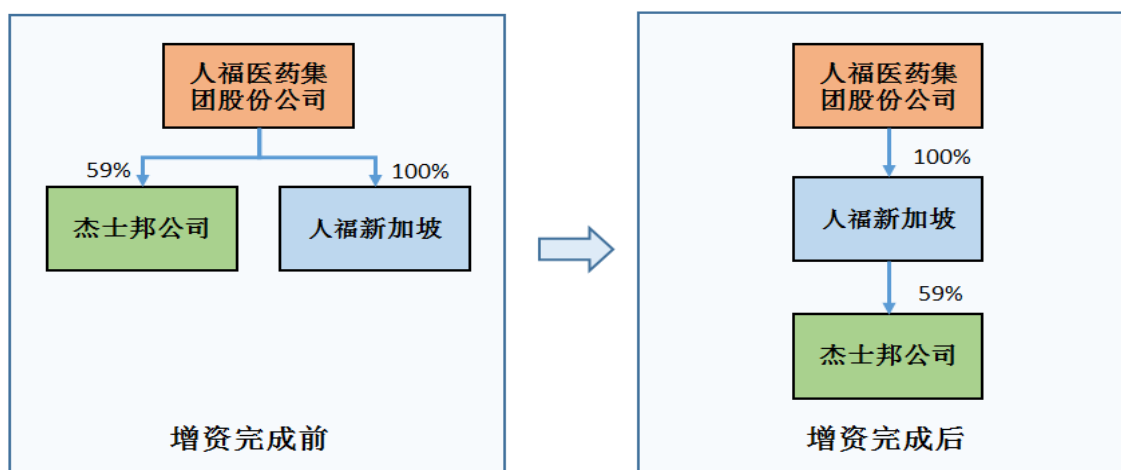 人福医药集
团股份公司
59%
100%
杰士邦公司
人福新加坡
增资完成前
人福医药集
团股份公司
100%
人福新加坡
59%
杰士邦公司
增资完成后